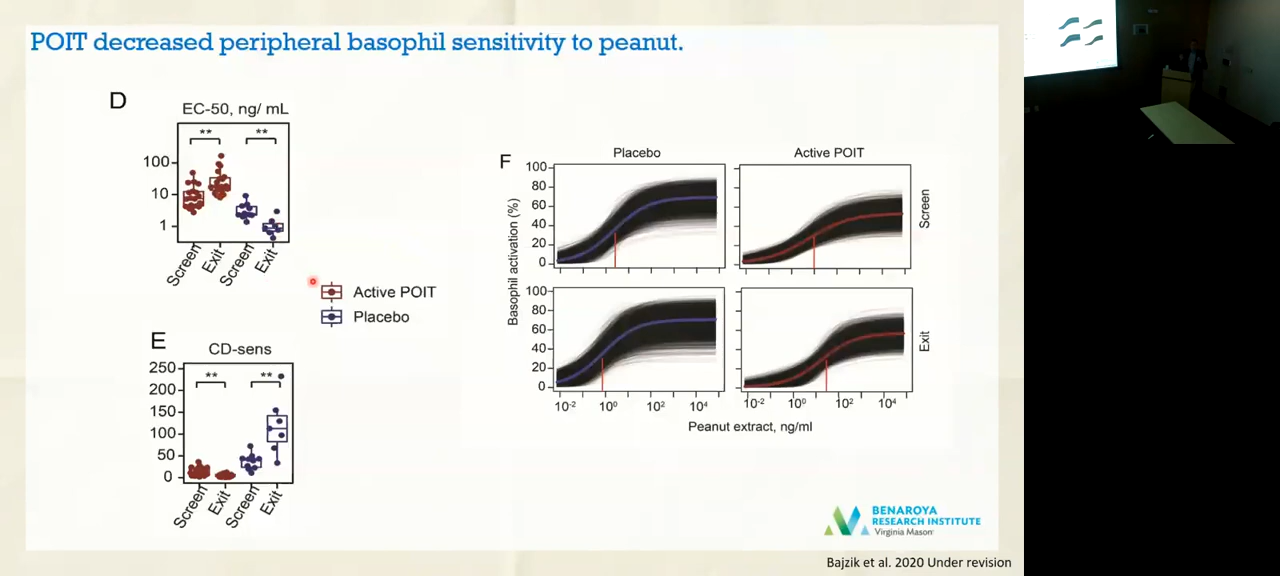 POIT decreased peripheral basophil sensitivity to peanut.
D
EC-50, ng/ mL
**
**
100
10
1
Screen
Exit
Screen
Exit
Active POIT
Placebo
E
CD-sens
250
200
150
100
50
0
**
**
Screen
Exit
Screen
Exit
F
Placebo
Active POIT
Basophil activation (%)
100
80
60
40
20
0
Screen
100
80
60
40
20
0
Exit
10⁻² 10⁰ 10² 10⁴
10⁻² 10⁰ 10² 10⁴
Peanut extract, ng/ml
BENAROYA
RESEARCH INSTITUTE
Virginia Mason
Bajzik et al. 2020 Under revision